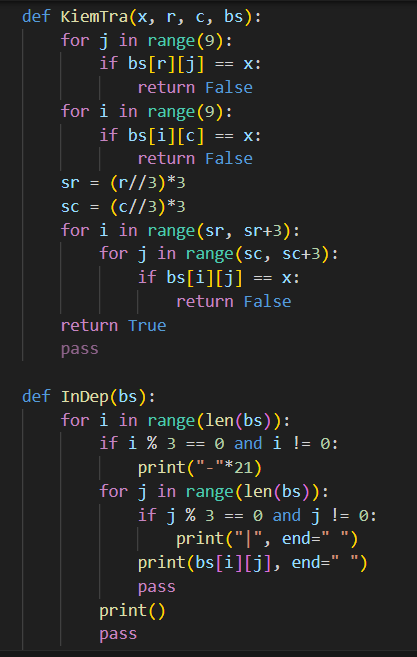 def KiemTra(x, r, c, bs):
    for j in range(9):
        if bs[r][j] == x:
            return False
    for i in range(9):
        if bs[i][c] == x:
            return False
    sr = (r//3)*3
    sc = (c//3)*3
    for i in range(sr, sr+3):
        for j in range(sc, sc+3):
            if bs[i][j] == x:
                return False
    return True
    pass

def InDep(bs):
    for i in range(len(bs)):
        if i % 3 == 0 and i != 0:
            print("-"*21)
        for j in range(len(bs)):
            if j % 3 == 0 and j != 0:
                print("|", end=" ")
            print(bs[i][j], end=" ")
            pass
        print()
        pass